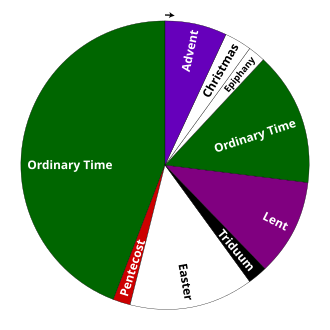 Advent
Christmas
Epiphany
Ordinary Time
Lent
Triduum
Easter
Pentecost
Ordinary Time